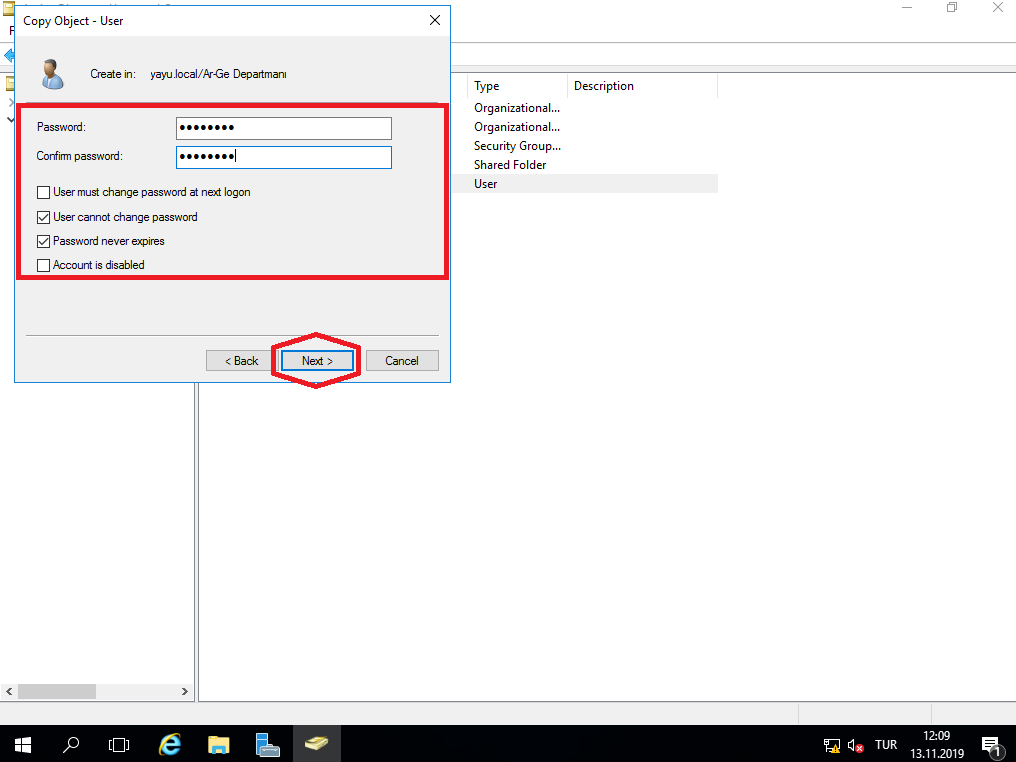 Copy Object - User
Create in: yayu.local/Ar-Ge Departmanı
Password: ••••••••
Confirm password: ••••••••
User must change password at next logon
User cannot change password
Password never expires
Account is disabled
< Back
Next >
Cancel
Type
Description
Organizational...
Organizational...
Security Group...
Shared Folder
User
TUR
12:09
13.11.2019
1